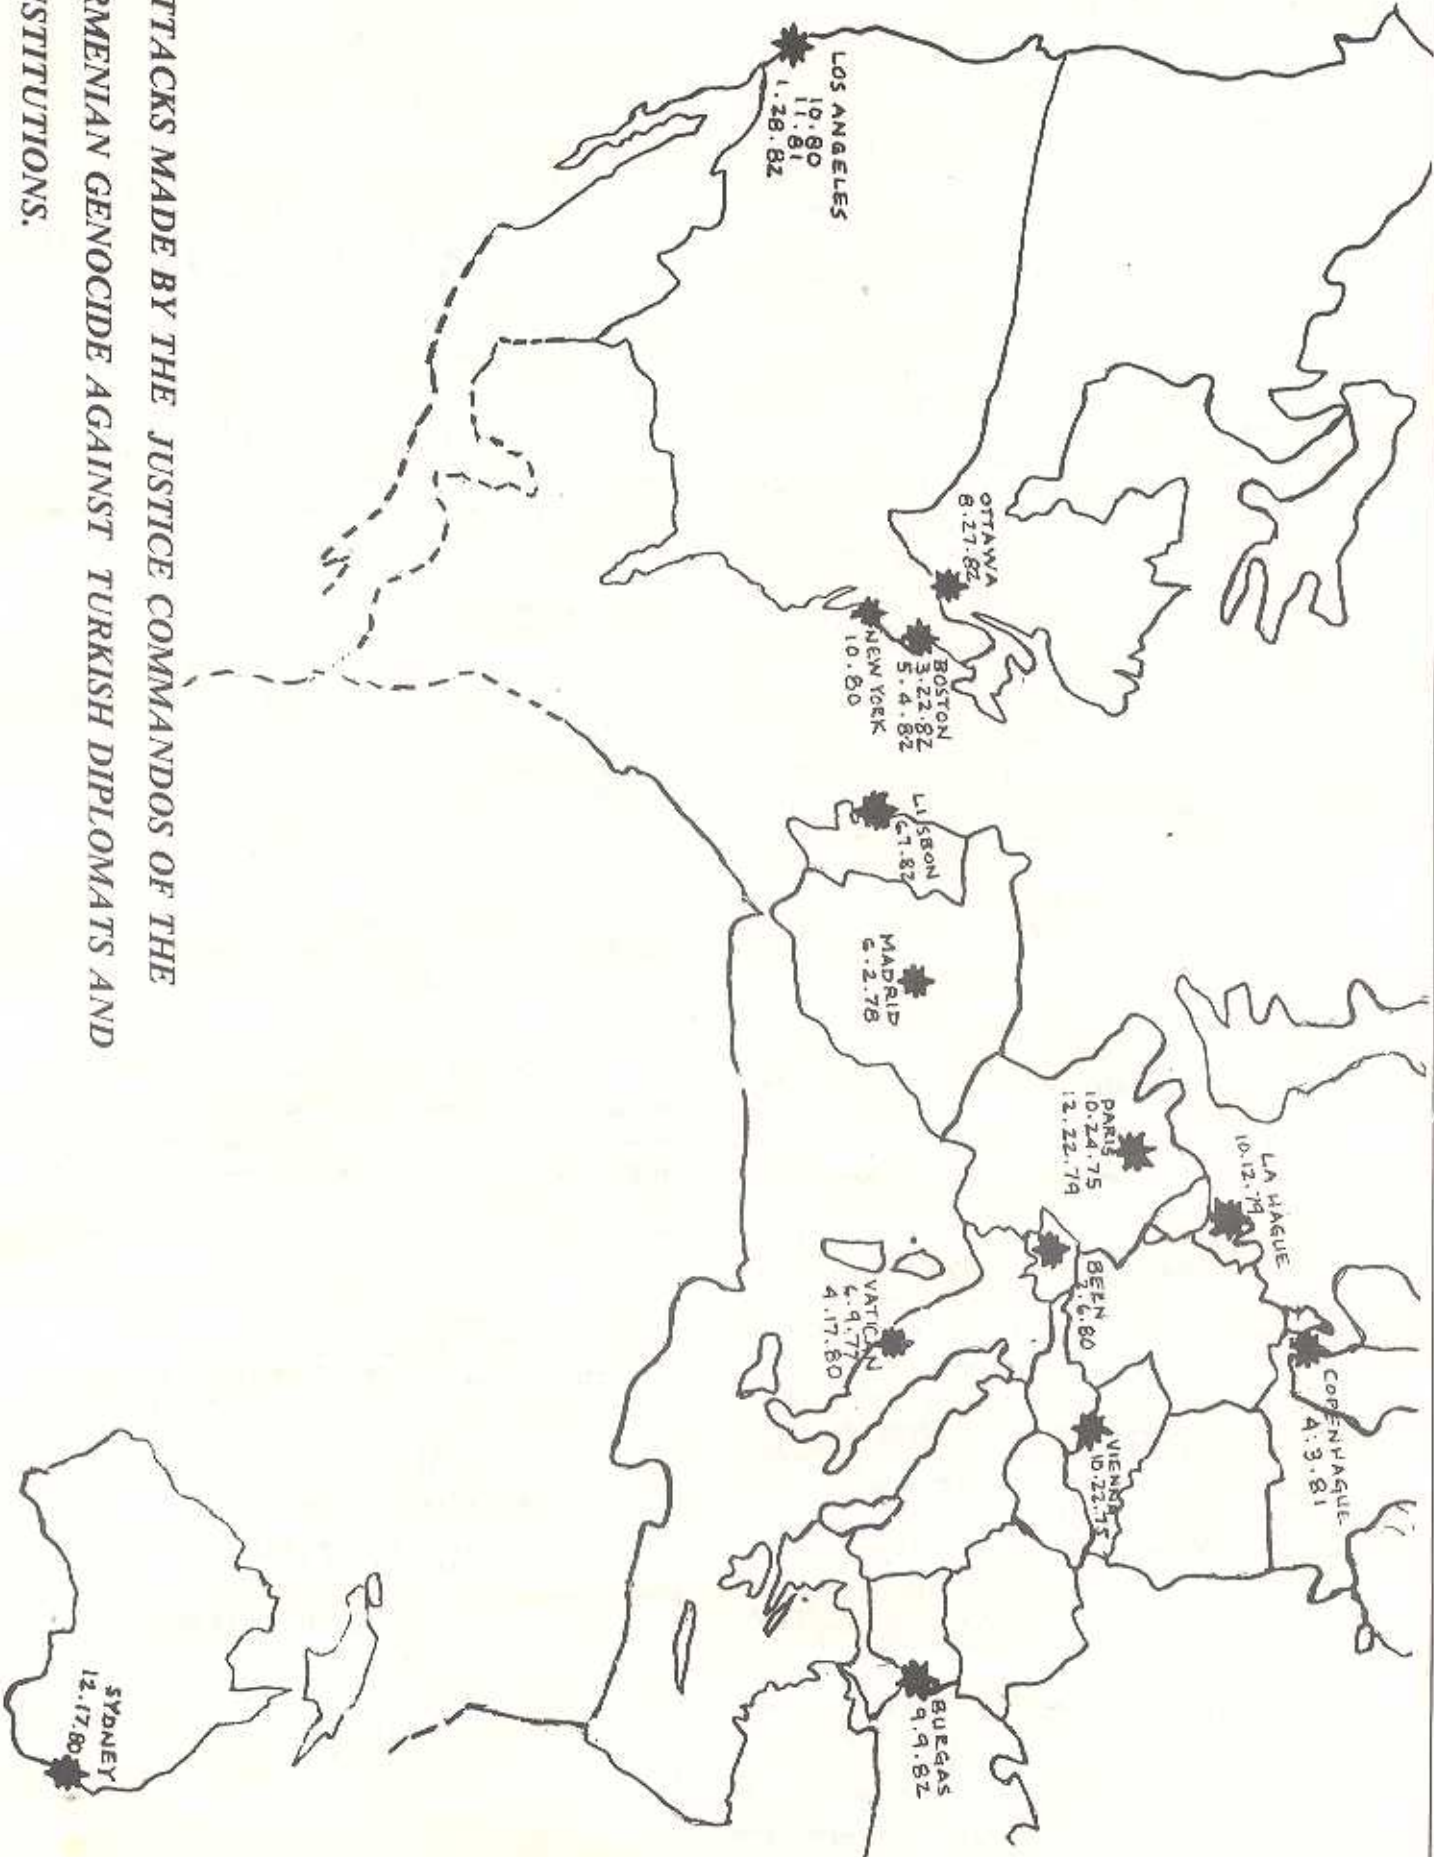 LOS ANGELES
10.80
11.81
1.28.82
OTTAWA
8.27.82
BOSTON
3.22.82
5.4.82
NEW YORK
10.80
LISBON
6.7.82
MADRID
6.2.78
PARIS
10.24.75
12.22.79
LA HAGUE
10.12.79
BERN
2.6.80
VATICAN
6.9.77
4.17.80
COPENHAGUE
4.3.81
VIENNA
10.22.75
BURGAS
9.9.82
SYDNEY
12.17.80
TTACKS MADE BY THE JUSTICE COMMANDOS OF THE
RMENIAN GENOCIDE AGAINST TURKISH DIPLOMATS AND
STITUTIONS.